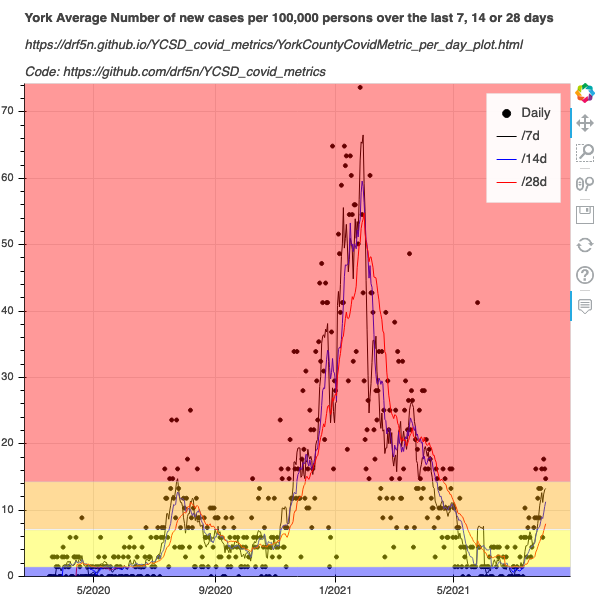 York Average Number of new cases per 100,000 persons over the last 7, 14 or 28 days
https://drf5n.github.io/YCSD_covid_metrics/YorkCountyCovidMetric_per_day_plot.html
Code: https://github.com/drf5n/YCSD_covid_metrics
Daily
/7d
/14d
/28d
70
60
50
40
30
20
10
0
5/2020 9/2020 1/2021 5/2021